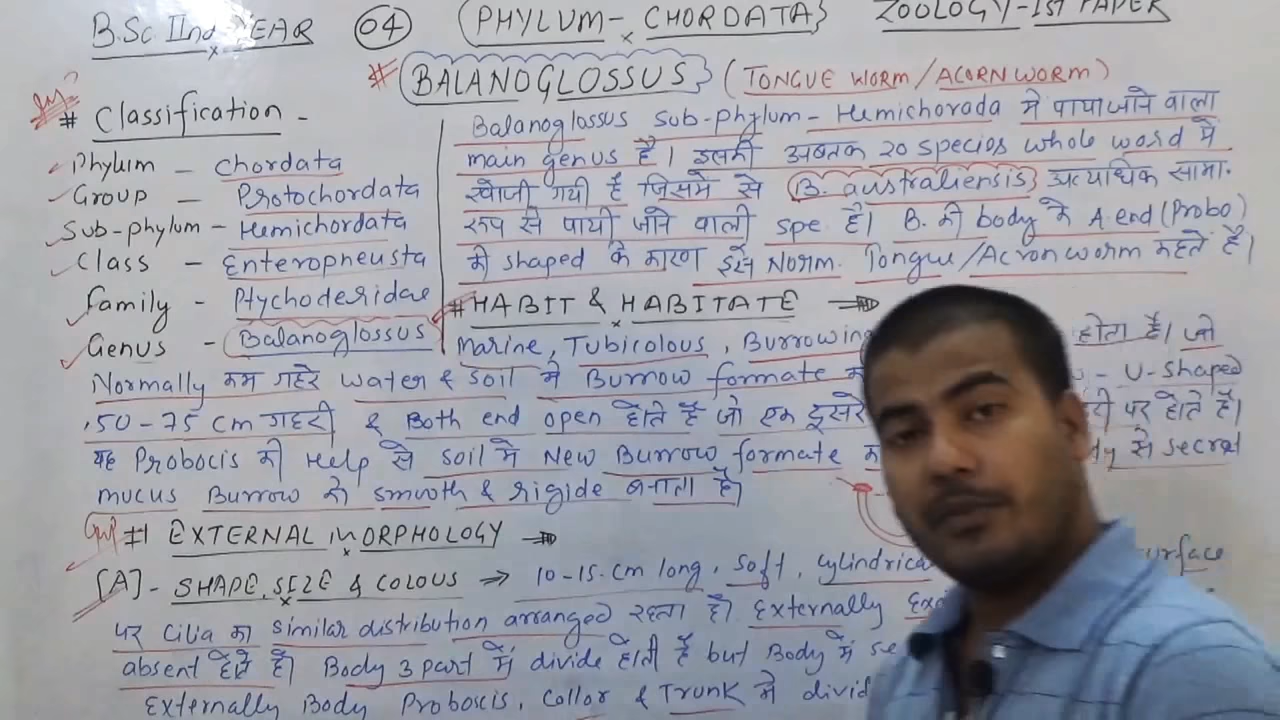 B.Sc IInd YEAR 04 PHYLUM - CHORDATA ZOOLOGY-1st PAPER
# BALANOGLOSSUS (TONGUE WORM/ACORN WORM)
# Classification -
Phylum - Chordata
Group - Protochordata
Sub-phylum - Hemichordata
Class - Enteropneusta
Family - Ptychoderidae
Genus - Balanoglossus
Balanoglossus Sub-phylum - Hemichorada में पाया जाने वाला
main genus है। इसकी अबतक 20 species whole word में
खोजी गयी है जिसमें से B. australiensis अत्याधिक सामा.
रूप से पायी जाने वाली spe है। B. की body के A.end (Probo)
की shaped के कारण इसे Norm. Tongue/Acron worm कहते है।
# HABIT & HABITATE →
Marine, Tubicolous, Burrowing होता है। जो
Normally कम गहरे water & soil में Burrow formate U-shaped
50-75 cm गहरी & Both end open होते है जो एक दूसरे पर होते है।
यह Probocis की Help से soil में New Burrow formate से secrat
mucus Burrow को smooth & rigide बनाता है।
# EXTERNAL MORPHOLOGY →
[A]- SHAPE, SIZE & COLOUS ⇒ 10-15 cm long, soft, cylindrica urface
पर cilia का similar distribution arranged रहता है। Externally
absent होते है। Body 3 part में divide होती है but Body में se
Externally Body Proboscis, Collor & TRUNK में divid